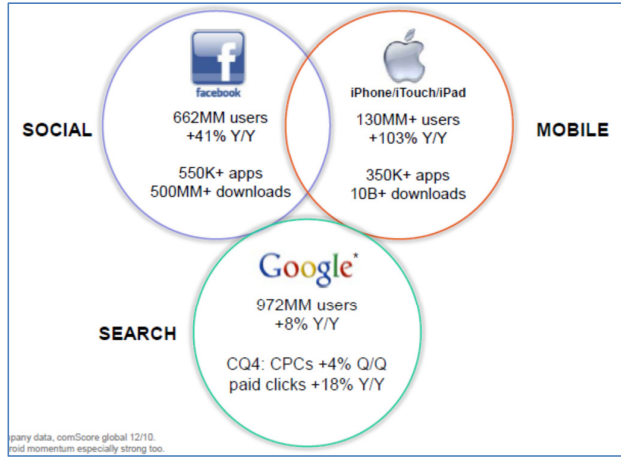 facebook
662MM users
+41% Y/Y
550K+ apps
500MM+ downloads
SOCIAL
iPhone/iTouch/iPad
130MM+ users
+103% Y/Y
350K+ apps
10B+ downloads
MOBILE
Google*
972MM users
+8% Y/Y
CQ4: CPCs +4% Q/Q
paid clicks +18% Y/Y
SEARCH
pany data, comScore global 12/10.
roid momentum especially strong too.